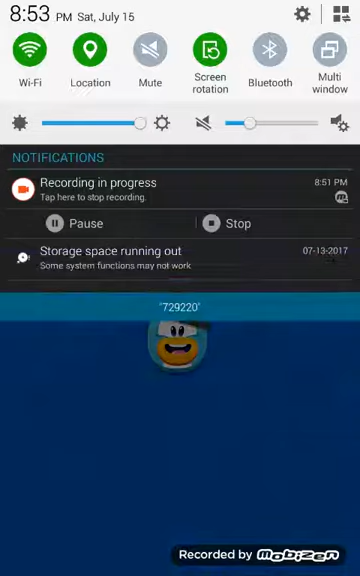 8:53 PM Sat, July 15
Wi-Fi
Location
Mute
Screen rotation
Bluetooth
Multi window
NOTIFICATIONS
Recording in progress 8:51 PM
Tap here to stop recording.
Pause
Stop
Storage space running out 07-13-2017
Some system functions may not work
"729220"
Recorded by Mobizen